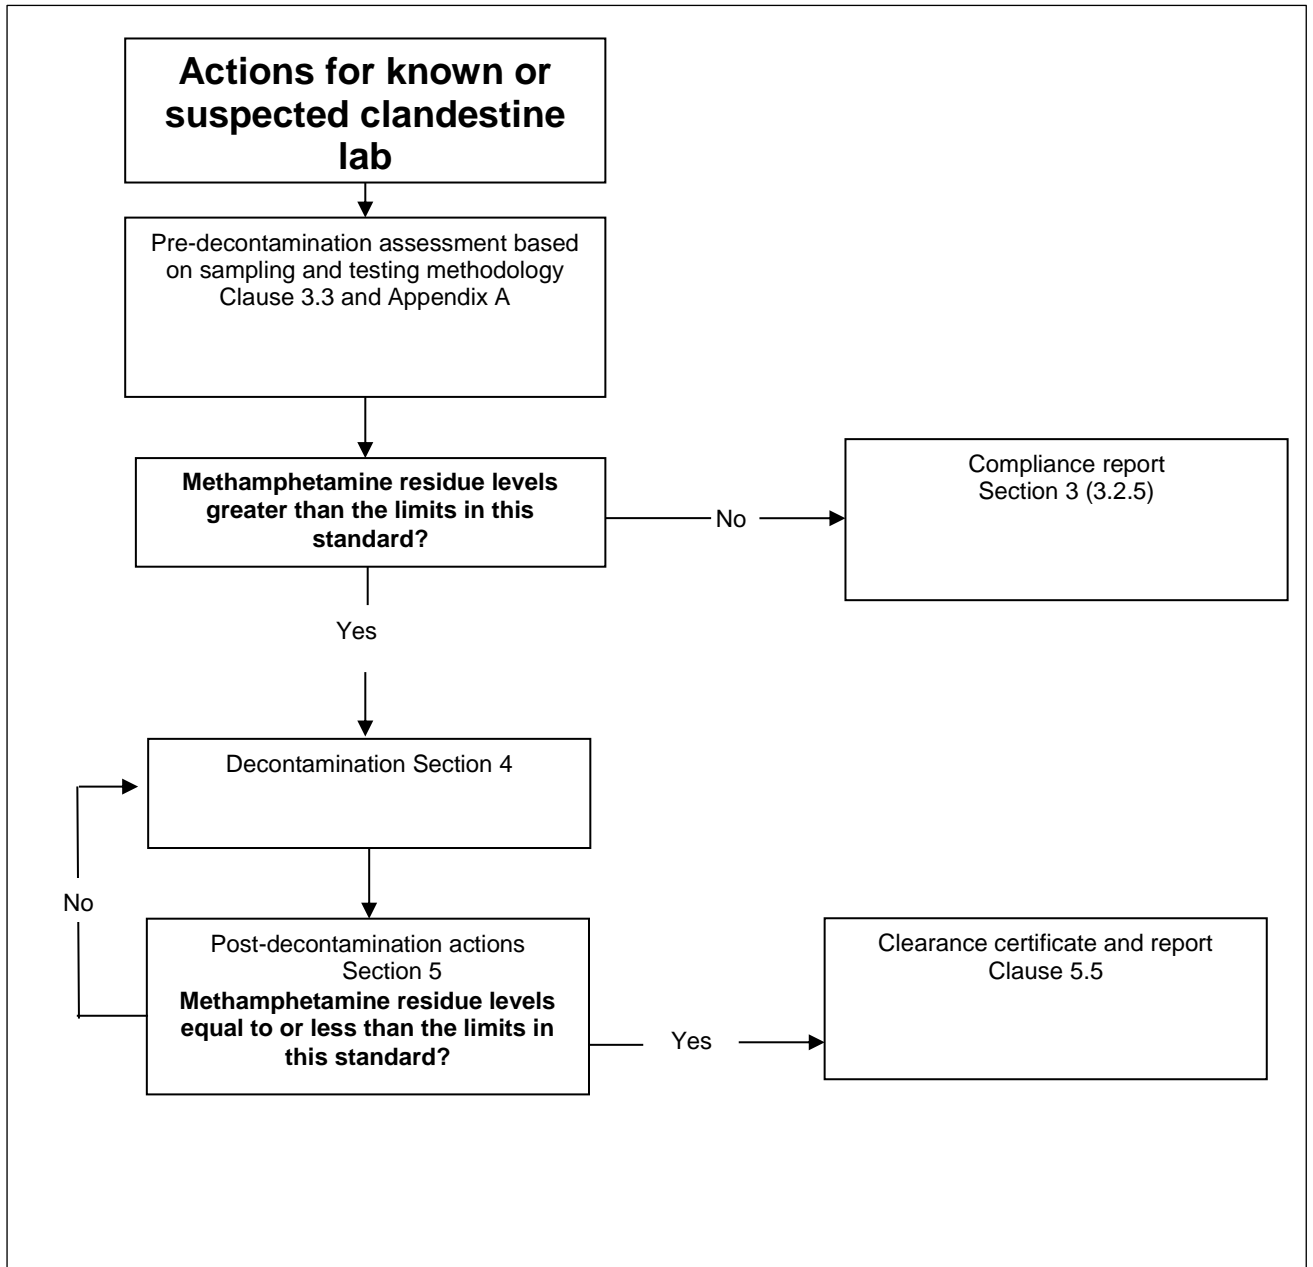 Actions for known or
suspected clandestine
lab
Pre-decontamination assessment based
on sampling and testing methodology
Clause 3.3 and Appendix A
Methamphetamine residue levels
greater than the limits in this
standard?
No
Compliance report
Section 3 (3.2.5)
Yes
Decontamination Section 4
No
Post-decontamination actions
Section 5
Methamphetamine residue levels
equal to or less than the limits in
this standard?
Yes
Clearance certificate and report
Clause 5.5